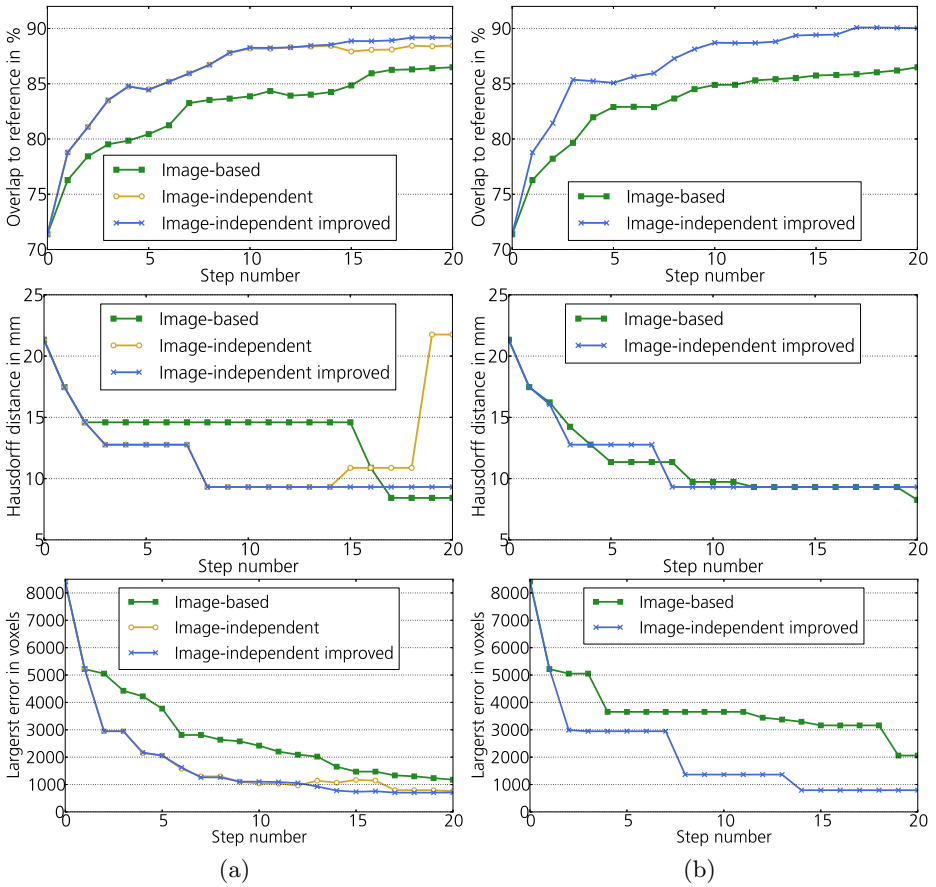 Overlap to reference in %
90
85
80
75
70
Image-based
Image-independent
Image-independent improved
0 5 10 15 20
Step number
Overlap to reference in %
90
85
80
75
70
Image-based
Image-independent improved
0 5 10 15 20
Step number
Hausdorff distance in mm
25
20
15
10
5
Image-based
Image-independent
Image-independent improved
0 5 10 15 20
Step number
Hausdorff distance in mm
25
20
15
10
5
Image-based
Image-independent improved
0 5 10 15 20
Step number
Largerst error in voxels
8000
7000
6000
5000
4000
3000
2000
1000
0
Image-based
Image-independent
Image-independent improved
0 5 10 15 20
Step number
Largerst error in voxels
8000
7000
6000
5000
4000
3000
2000
1000
0
Image-based
Image-independent improved
0 5 10 15 20
Step number
(a)
(b)